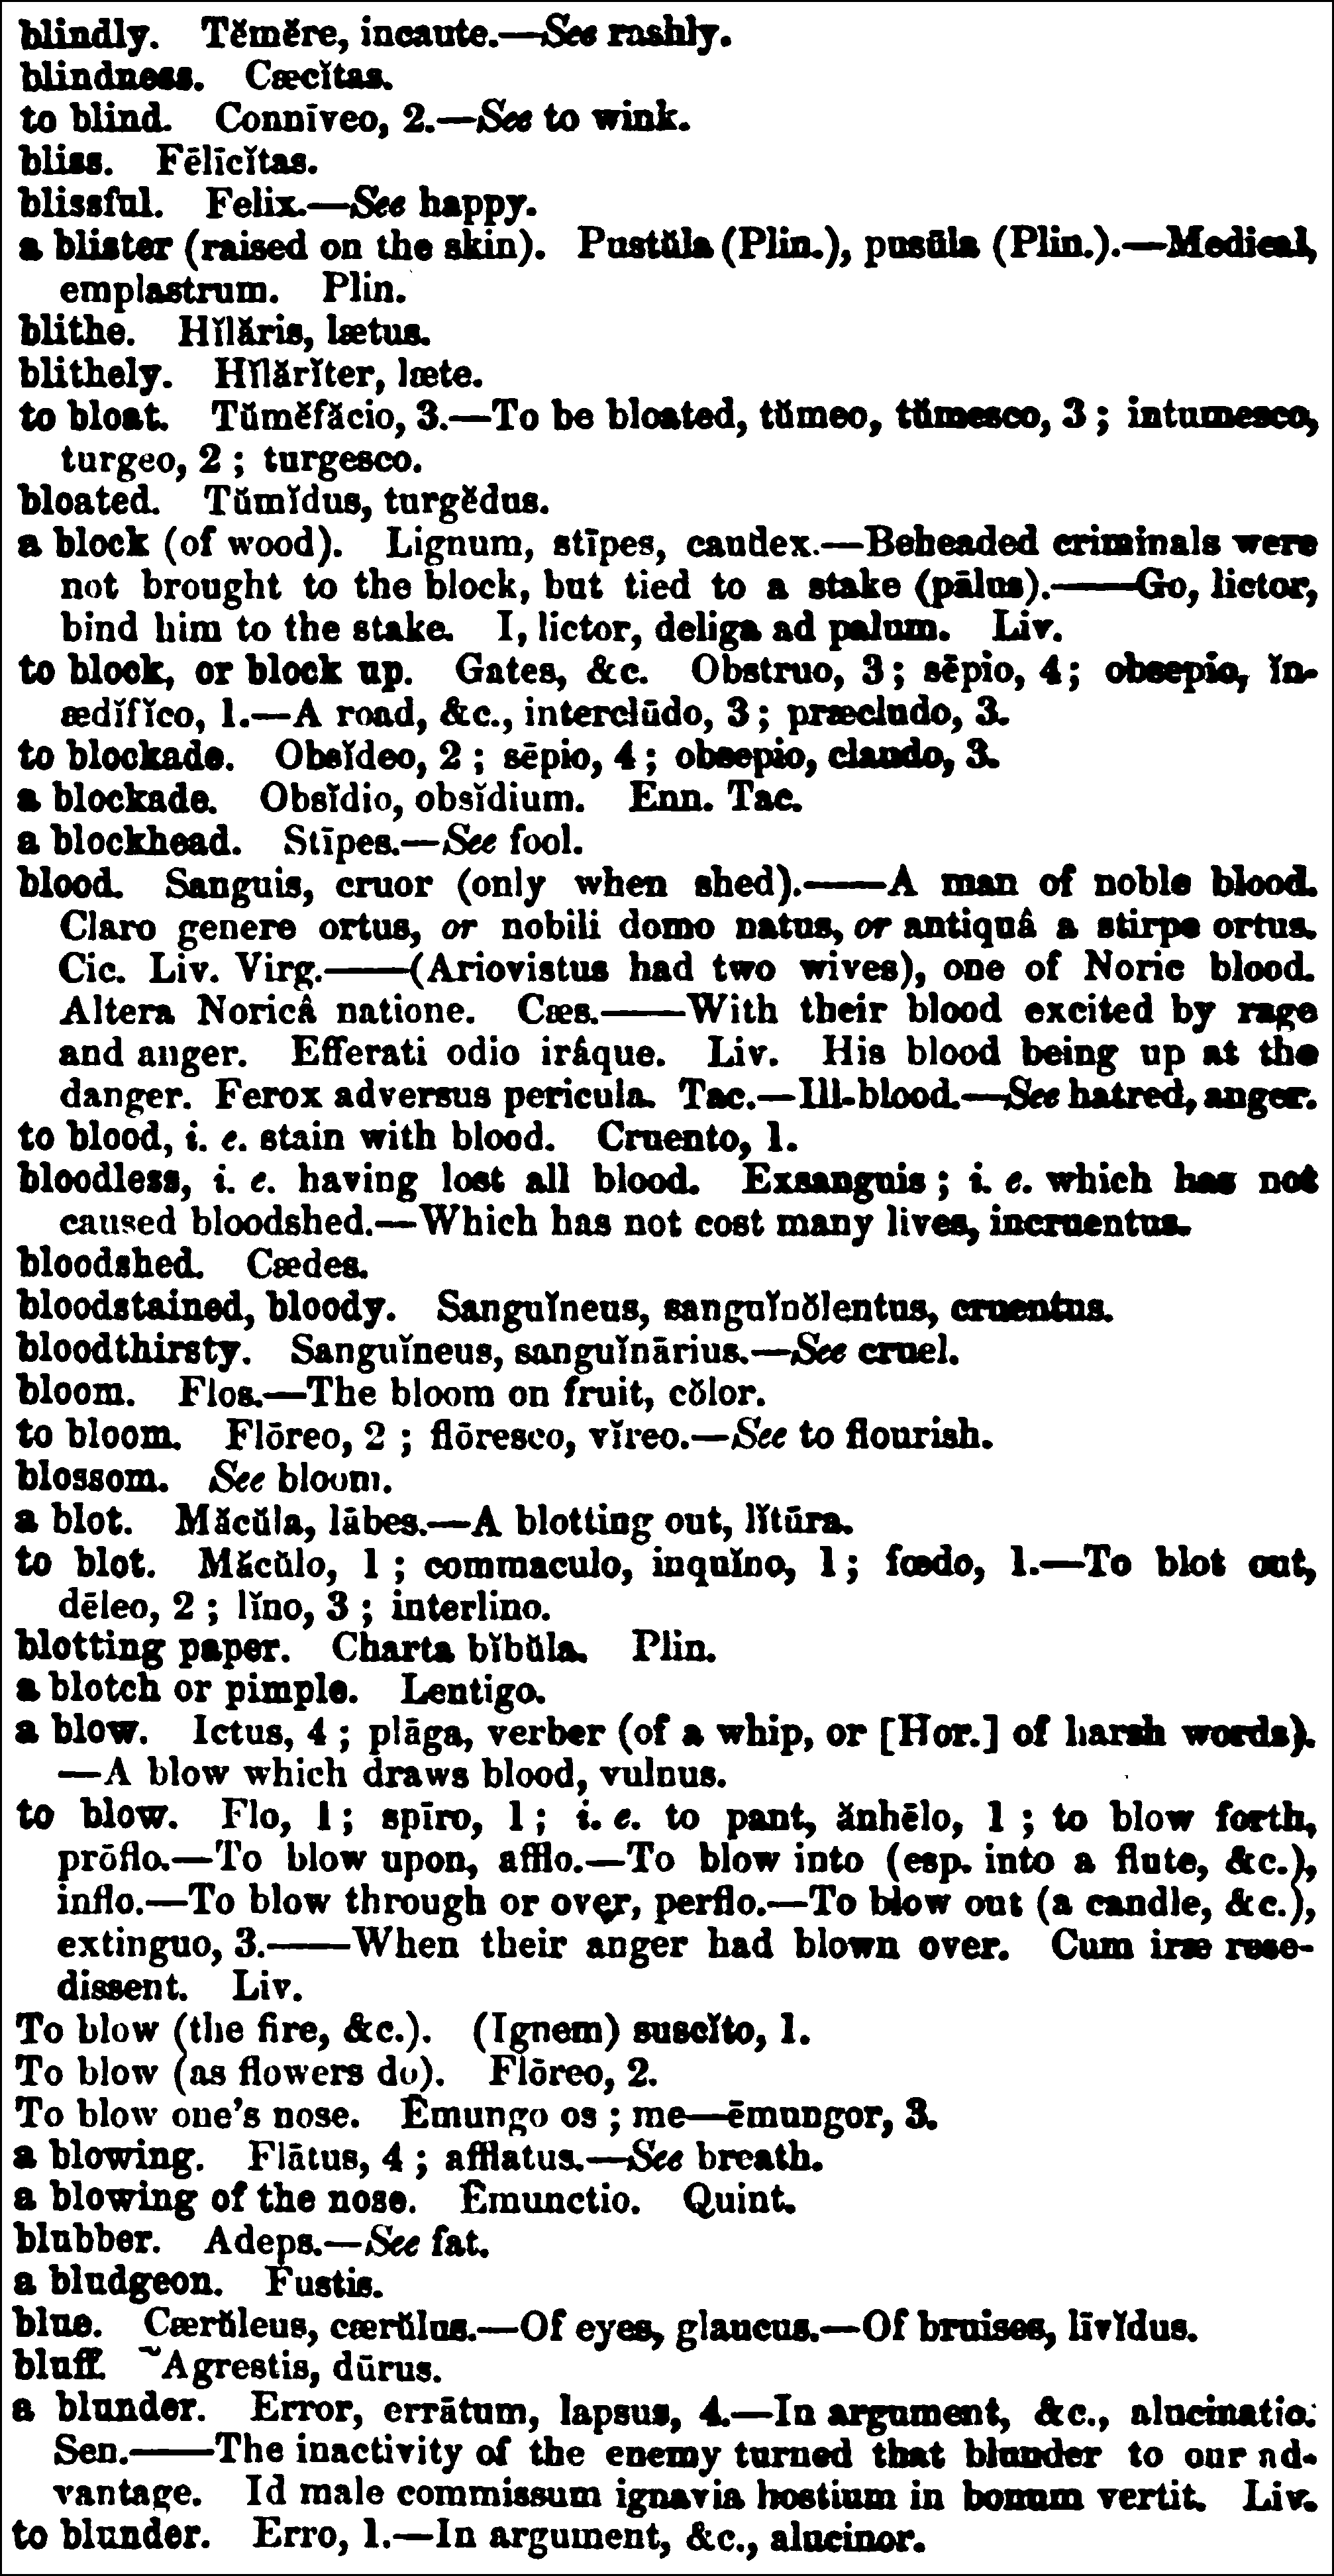 blindly. Tĕmĕre, incaute.—See rashly.
blindness. Cæcĭtas.
to blind. Connīveo, 2.—See to wink.
bliss. Fēlīcĭtas.
blissful. Felix.—See happy.
a blister (raised on the skin). Pustŭla (Plin.), pusŭla (Plin.).—Medical,
emplastrum. Plin.
blithe. Hĭlăris, lætus.
blithely. Hĭlărĭter, læte.
to bloat. Tŭmĕfăcio, 3.—To be bloated, tŭmeo, tŭmesco, 3; intumesco,
turgeo, 2; turgesco.
bloated. Tŭmĭdus, turgĕdus.
a block (of wood). Lignum, stīpes, caudex.—Beheaded criminals were
not brought to the block, but tied to a stake (pālus).——Go, lictor,
bind him to the stake. I, lictor, deliga ad palum. Liv.
to block, or block up. Gates, &c. Obstruo, 3; sēpio, 4; obsepio, ĭn-
ædĭfĭco, 1.—A road, &c., interclūdo, 3; præcludo, 3.
to blockade. Obsĭdeo, 2; sēpio, 4; obsepio, claudo, 3.
a blockade. Obsĭdio, obsĭdium. Enn. Tac.
a blockhead. Stīpes.—See fool.
blood. Sanguis, cruor (only when shed).——A man of noble blood.
Claro genere ortus, or nobili domo natus, or antiquâ a stirpe ortus.
Cic. Liv. Virg.——(Ariovistus had two wives), one of Noric blood.
Altera Noricâ natione. Cæs.——With their blood excited by rage
and anger. Efferati odio irâque. Liv. His blood being up at the
danger. Ferox adversus pericula. Tac.—Ill-blood.—See hatred, anger.
to blood, i. e. stain with blood. Cruento, 1.
bloodless, i. e. having lost all blood. Exsanguis; i. e. which has not
caused bloodshed.—Which has not cost many lives, incruentus.
bloodshed. Cædes.
bloodstained, bloody. Sanguĭneus, sanguĭnŏlentus, cruentus.
bloodthirsty. Sanguĭneus, sanguĭnārius.—See cruel.
bloom. Flos.—The bloom on fruit, cŏlor.
to bloom. Flōreo, 2; flōresco, vĭreo.—See to flourish.
blossom. See bloom.
a blot. Măcŭla, lābes.—A blotting out, lĭtūra.
to blot. Măcŭlo, 1; commaculo, inquĭno, 1; fœdo, 1.—To blot out,
dēleo, 2; lĭno, 3; interlino.
blotting paper. Charta bĭbŭla. Plin.
a blotch or pimple. Lentigo.
a blow. Ictus, 4; plāga, verber (of a whip, or [Hor.] of harsh words).
—A blow which draws blood, vulnus.
to blow. Flo, 1; spīro, 1; i. e. to pant, ănhēlo, 1; to blow forth,
prōflo.—To blow upon, afflo.—To blow into (esp. into a flute, &c.),
inflo.—To blow through or over, perflo.—To blow out (a candle, &c.),
extinguo, 3.——When their anger had blown over. Cum iræ rese-
dissent. Liv.
To blow (the fire, &c.). (Ignem) suscĭto, 1.
To blow (as flowers do). Flōreo, 2.
To blow one's nose. Ēmungo os; me—ēmungor, 3.
a blowing. Flātus, 4; afflatus.—See breath.
a blowing of the nose. Ēmunctio. Quint.
blubber. Adeps.—See fat.
a bludgeon. Fustis.
blue. Cærŭleus, cærŭlus.—Of eyes, glaucus.—Of bruises, līvĭdus.
bluff. Agrestis, dūrus.
a blunder. Error, errātum, lapsus, 4.—In argument, &c., alucinatio.
Sen.——The inactivity of the enemy turned that blunder to our ad-
vantage. Id male commissum ignavia hostium in bonum vertit. Liv.
to blunder. Erro, 1.—In argument, &c., alucinor.